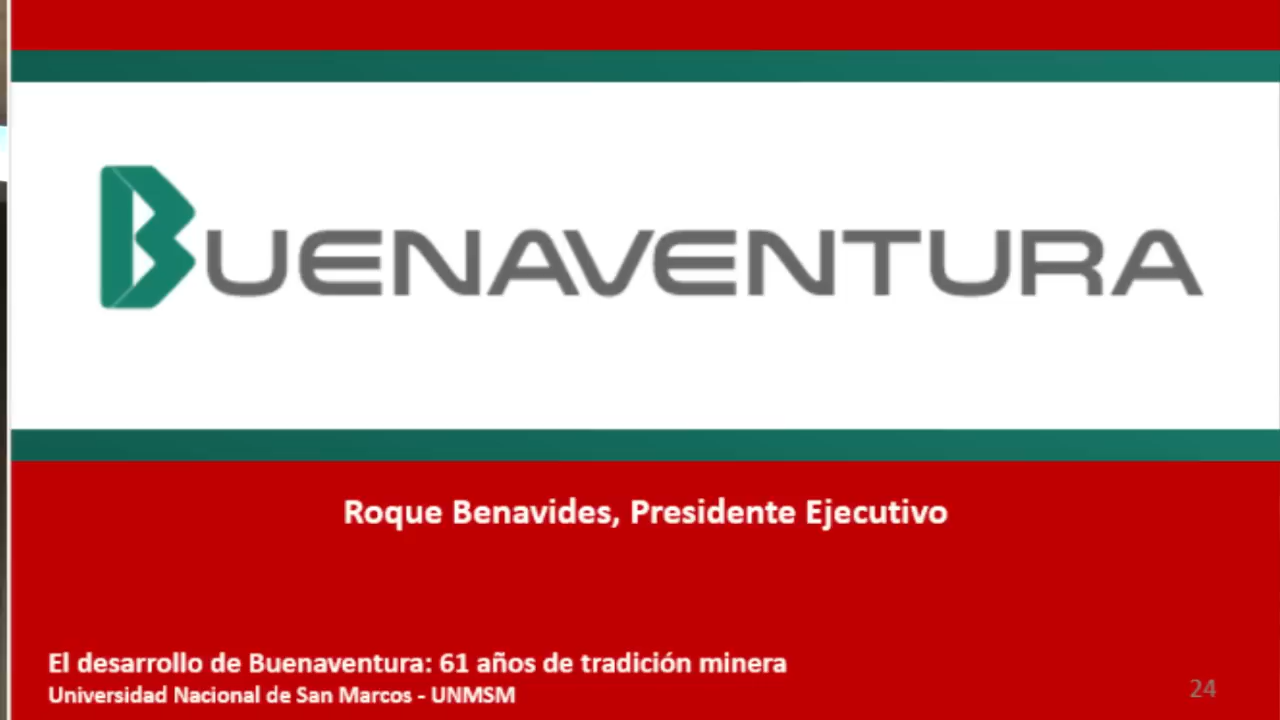 BUENAVENTURA
Roque Benavides, Presidente Ejecutivo
El desarrollo de Buenaventura: 61 años de tradición minera
Universidad Nacional de San Marcos - UNMSM
24